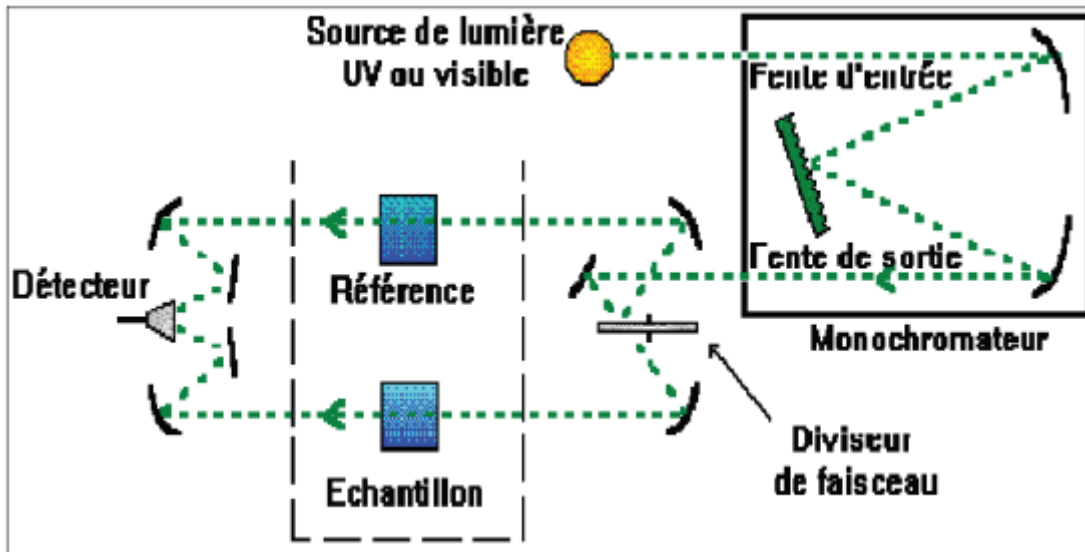 Source de lumière
UV ou visible
Fente d'entrée
Fente de sortie
Monochromateur
Détecteur
Référence
Echantillon
Diviseur
de faisceau